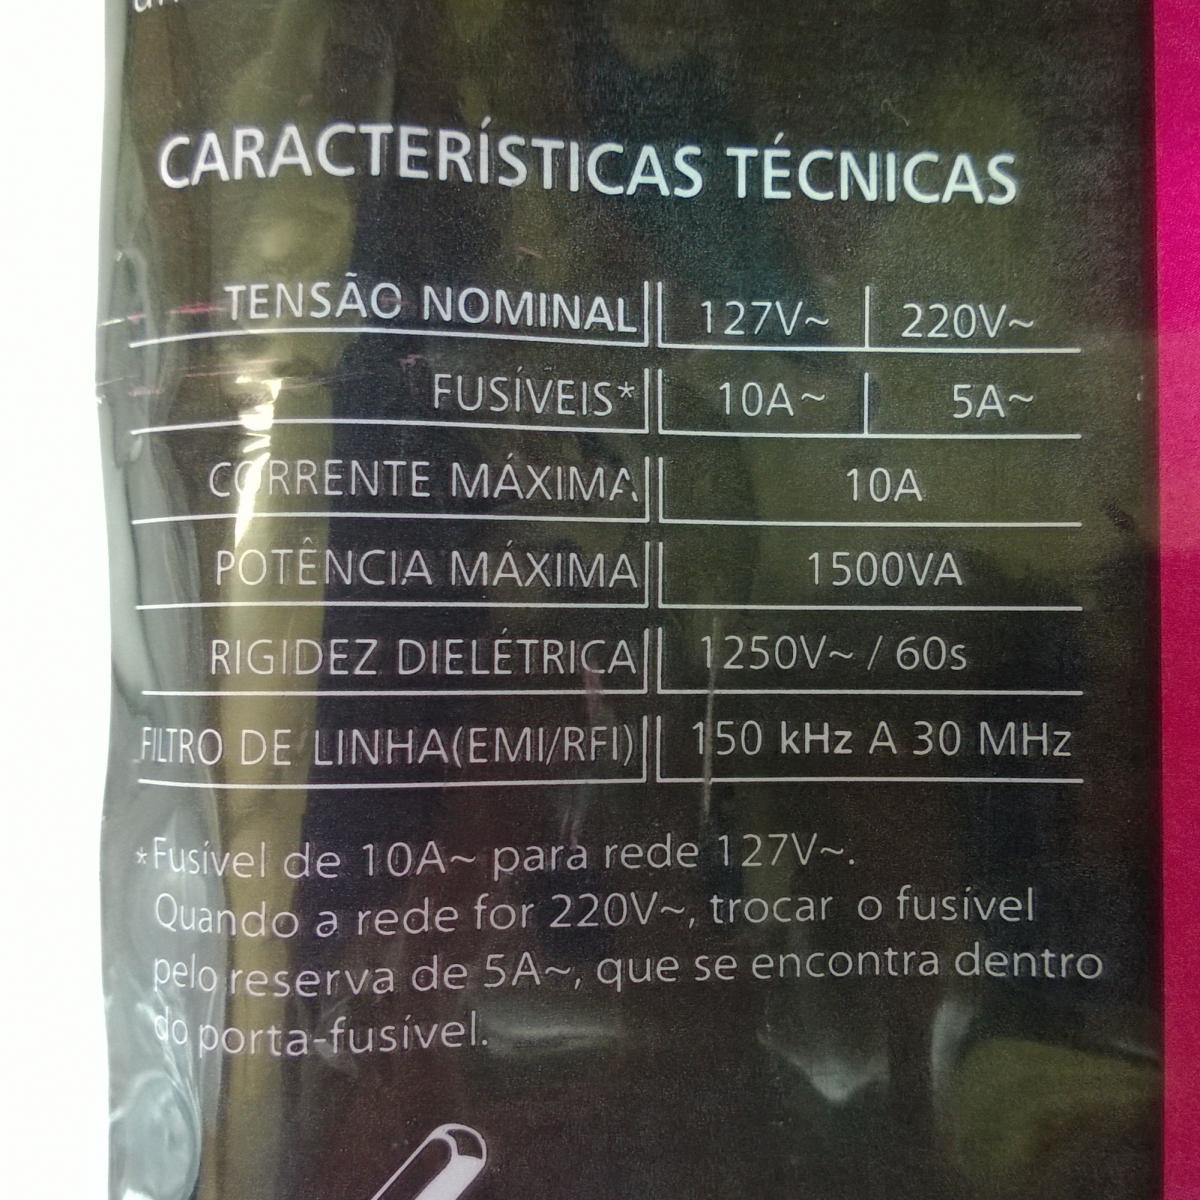 CARACTERÍSTICAS TÉCNICAS
TENSÃO NOMINAL 127V~ 220V~
FUSÍVEIS* 10A~ 5A~
CORRENTE MÁXIMA 10A
POTÊNCIA MÁXIMA 1500VA
RIGIDEZ DIELÉTRICA 1250V~ / 60s
FILTRO DE LINHA(EMI/RFI) 150 kHz A 30 MHz
*Fusível de 10A~ para rede 127V~.
Quando a rede for 220V~, trocar o fusível
pelo reserva de 5A~, que se encontra dentro
do porta-fusível.